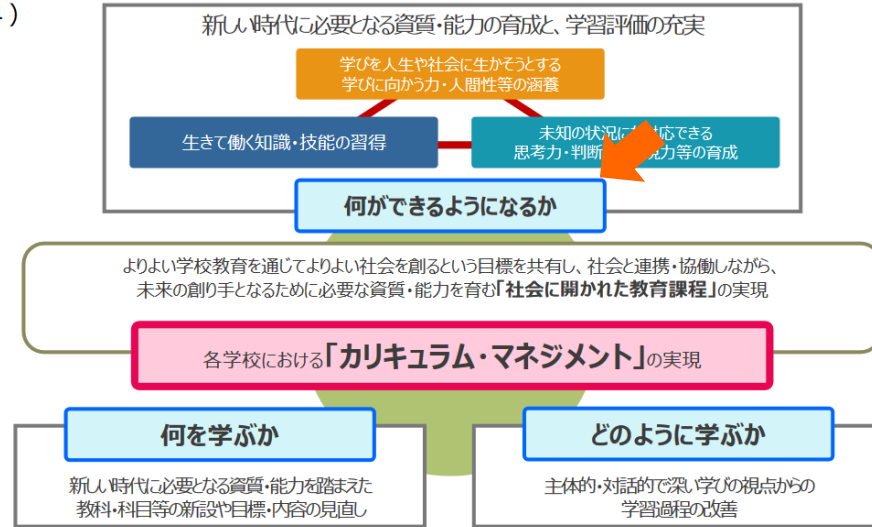 )
新しい時代に必要となる資質・能力の育成と、学習評価の充実
学びを人生や社会に生かそうとする
学びに向かう力・人間性等の涵養
生きて働く知識・技能の習得
未知の状況に 対応できる
思考力・判断 現力等の育成
何ができるようになるか
よりよい学校教育を通じてよりよい社会を創るという目標を共有し、社会と連携・協働しながら、
未来の創り手となるために必要な資質・能力を育む「社会に開かれた教育課程」の実現
各学校における「カリキュラム・マネジメント」の実現
何を学ぶか
新しい時代に必要となる資質・能力を踏まえた
教科・科目等の新設や目標・内容の見直し
どのように学ぶか
主体的・対話的で深い学びの視点からの
学習過程の改善